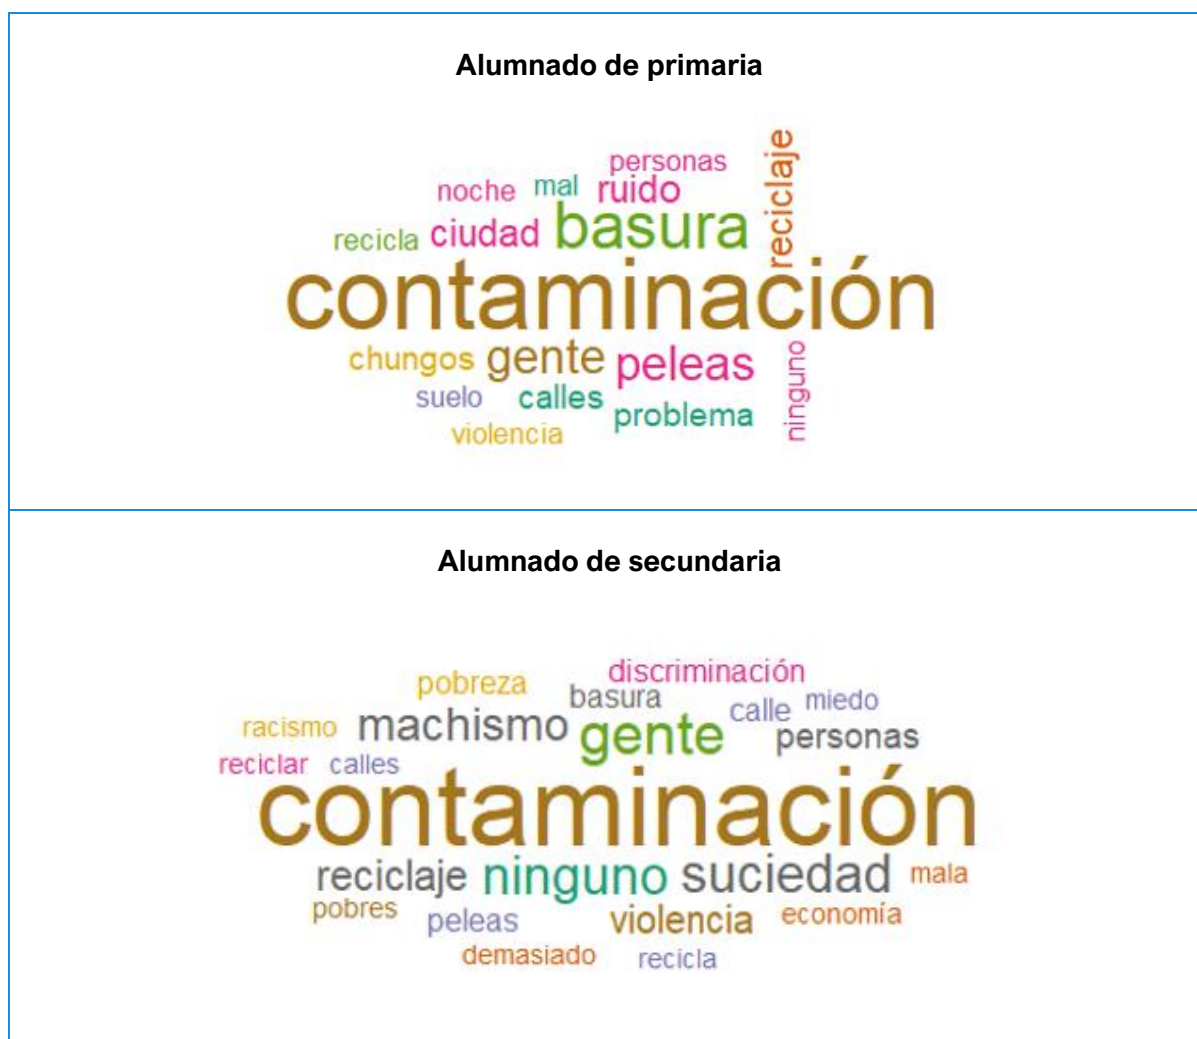 Alumnado de primaria
personas
noche mal ruido reciclaje
recicla ciudad basura
contaminación
chungos gente peleas ninguno
suelo calles problema
violencia
Alumnado de secundaria
discriminación
pobreza basura calle miedo
racismo machismo gente personas
reciclar calles
contaminación
reciclaje ninguno suciedad mala
pobres peleas violencia economía
demasiado recicla